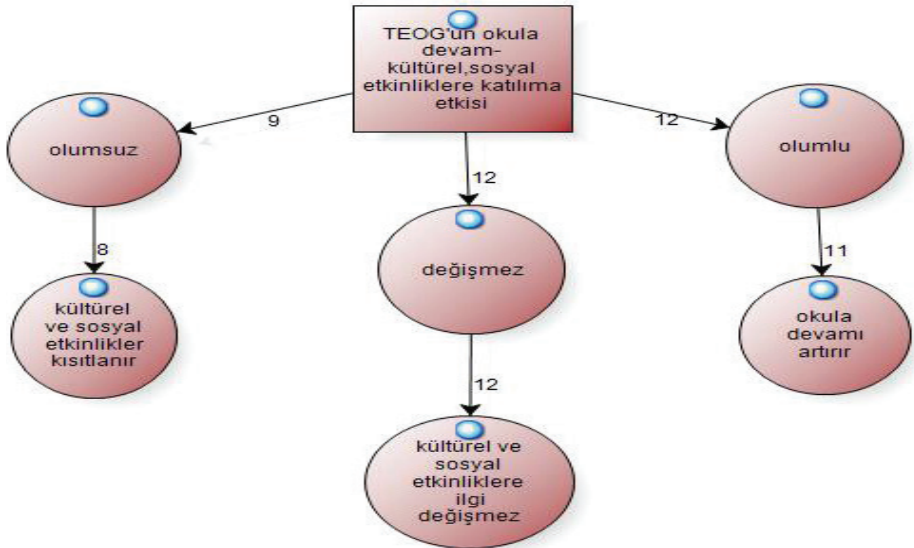 TEOG'un okula
devam-
kültürel,sosyal
etkinliklere katılıma
etkisi
9
12
12
olumsuz
değişmez
olumlu
8
12
11
kültürel
ve sosyal
etkinlikler
kısıtlanır
kültürel ve
sosyal
etkinliklere
ilgi
değişmez
okula
devamı
artırır